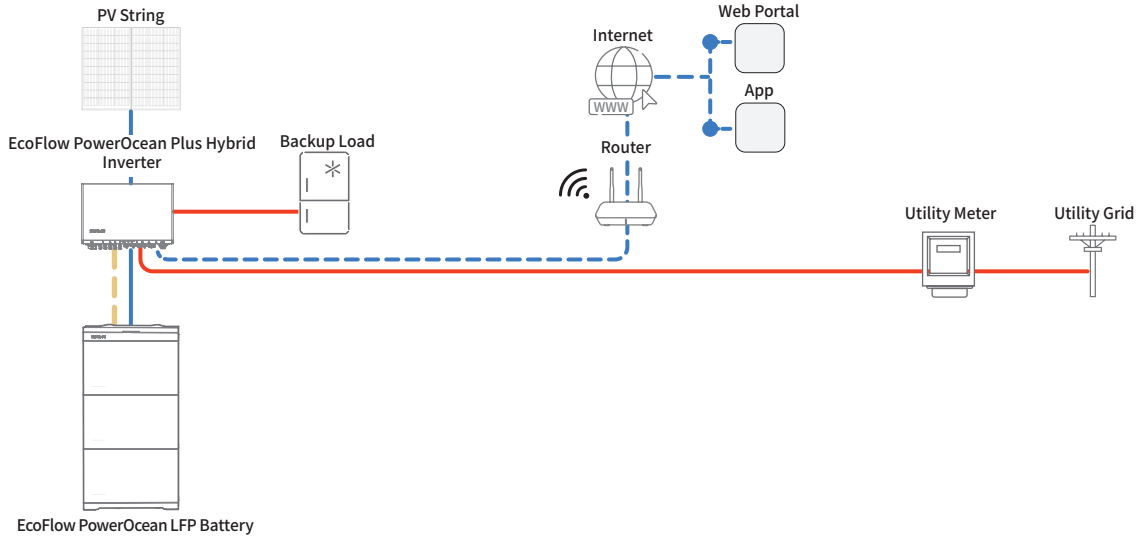 PV String
Web Portal
Internet
App
WWW
EcoFlow PowerOcean Plus Hybrid
Inverter
Backup Load
Router
Utility Meter
Utility Grid
EcoFlow PowerOcean LFP Battery